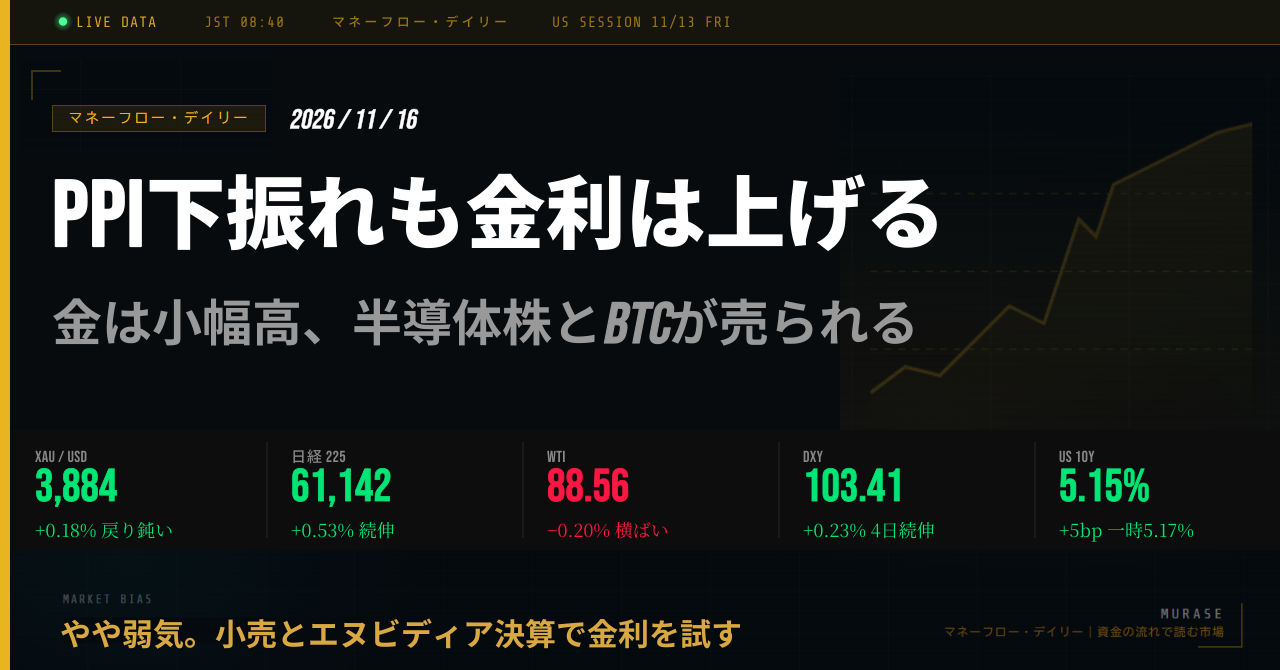 LIVE DATA JST 08:40 マネーフロー・デイリー US SESSION 11/13 FRI
マネーフロー・デイリー 2026 / 11 / 16
PPI下振れも金利は上げる
金は小幅高、半導体株とBTCが売られる
XAU / USD 日経 225 WTI DXY US 10Y
3,884 61,142 88.56 103.41 5.15%
+0.18% 戻り鈍い +0.53% 続伸 −0.20% 横ばい +0.23% 4日続伸 +5bp 一時5.17%
MARKET BIAS
やや弱気。小売とエヌビディア決算で金利を試す
MURASE
マネーフロー・デイリー｜資金の流れで読む市場